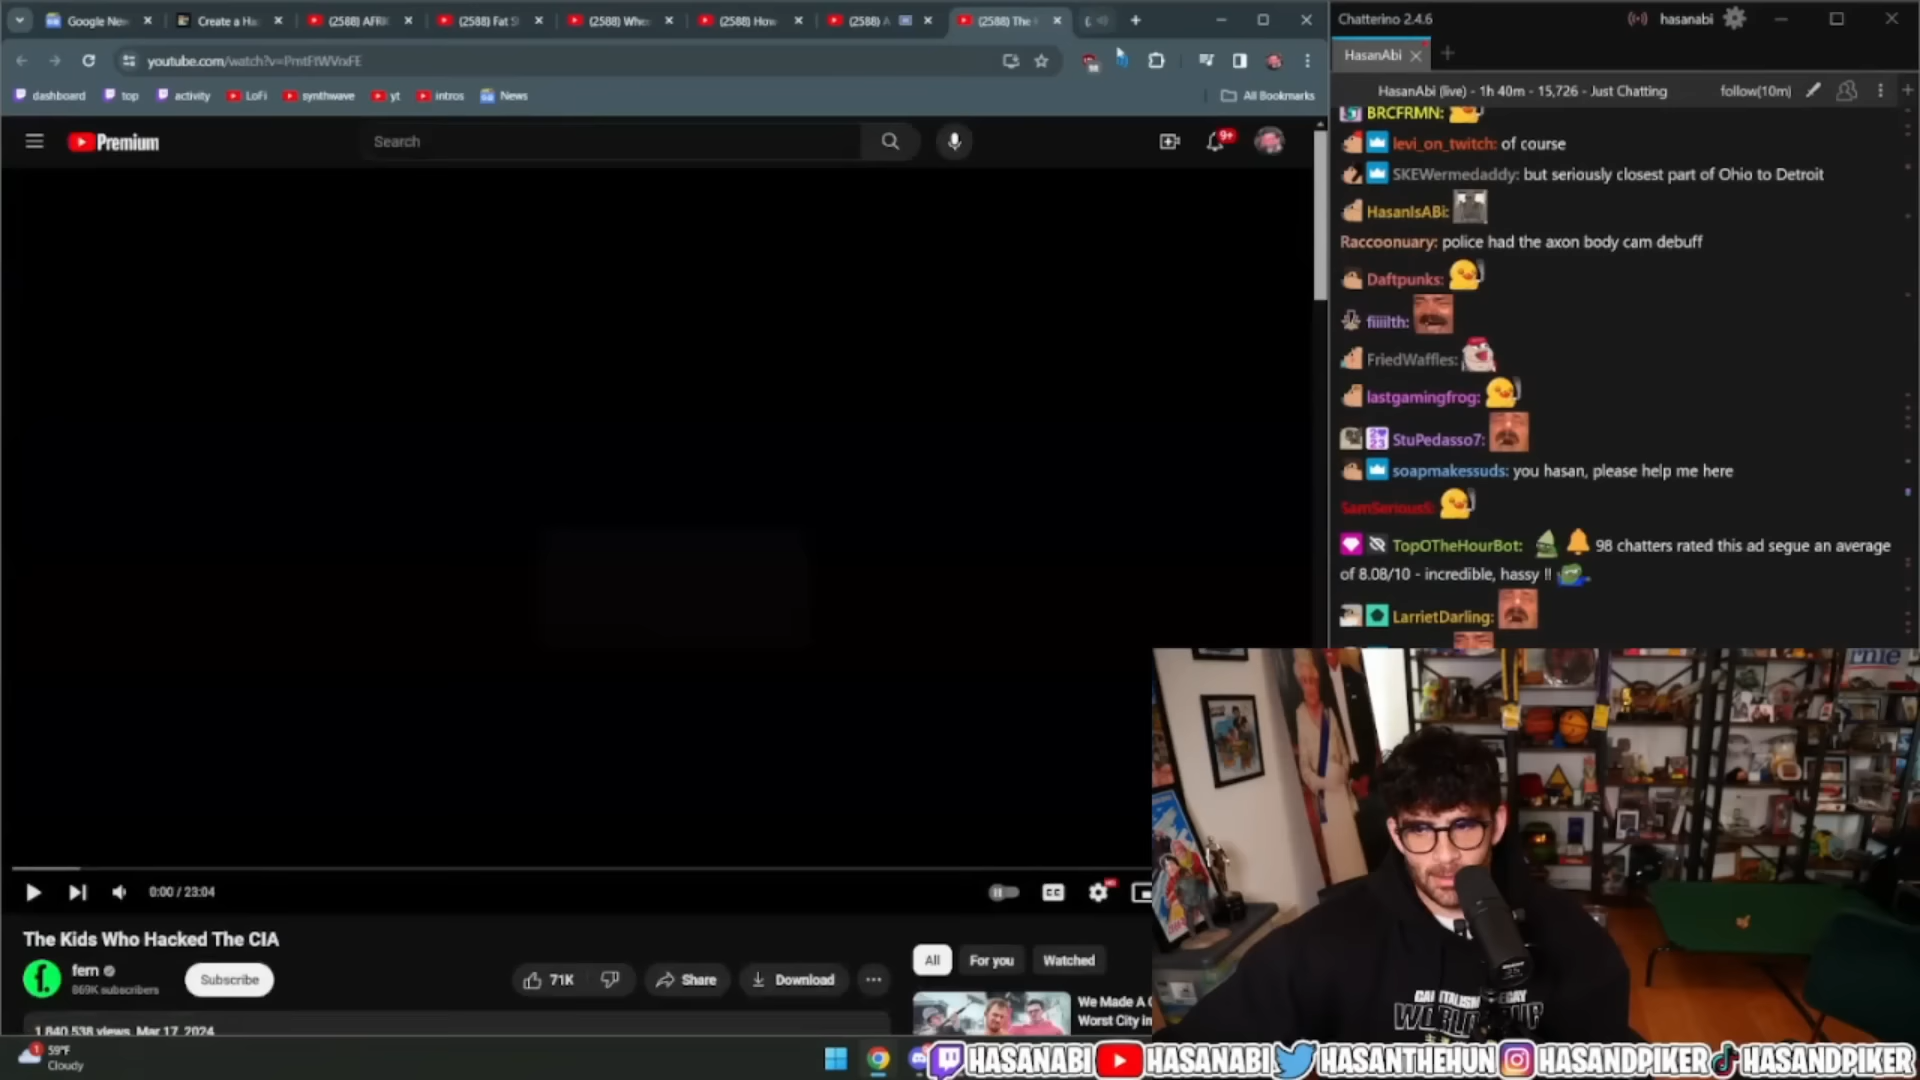 Google New
Create a Ha
(2588) AFRI
(2588) Fat S
(2588) Whe
(2588) How
(2588) A
(2588) The
youtube.com/watch?v=PmtFtWVixFE
dashboard
top
activity
LoFi
synthwave
yt
intros
News
All Bookmarks
Premium
Search
9+
0:00 / 23:04
CC
The Kids Who Hacked The CIA
fern
869K subscribers
Subscribe
71K
Share
Download
All
For you
Watched
We Made A
Worst City in
1,840,538 views Mar 17, 2024
1
59°F
Cloudy
Chatterino 2.4.6
hasanabi
HasanAbi
HasanAbi (live) - 1h 40m - 15,726 - Just Chatting
follow(10m)
BRCFRMN:
levi_on_twitch: of course
SKEWermedaddy: but seriously closest part of Ohio to Detroit
HasanIsABi:
Raccoonuary: police had the axon body cam debuff
Daftpunks:
fiiiilth:
FriedWaffles:
lastgamingfrog:
StuPedasso7:
soapmakessuds: you hasan, please help me here
SamSeriousS:
TopOTheHourBot: 98 chatters rated this ad segue an average
of 8.08/10 - incredible, hassy !!
LarrietDarling:
rnie
HASANABI HASANABI HASANTHEHUN HASANDPIKER HASANDPIKER